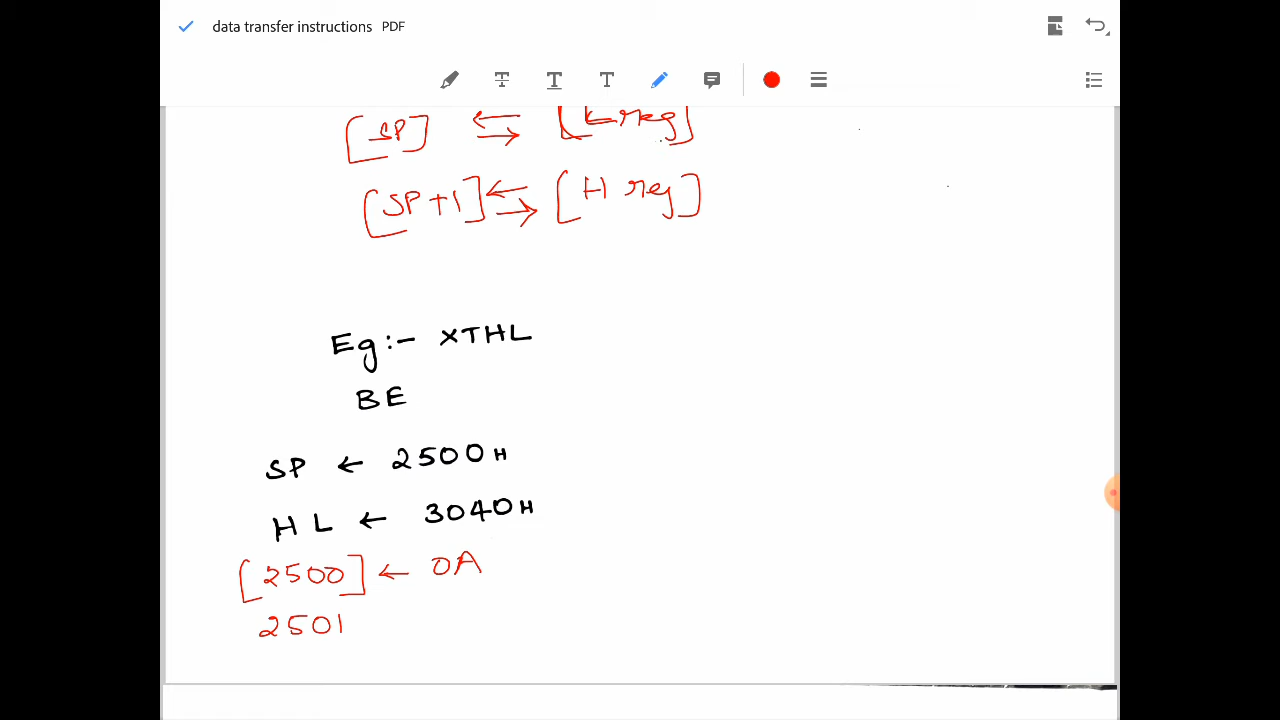 data transfer instructions PDF
[SP] ⇆ [L reg]
[SP+1] ⇆ [H reg]
Eg:- XTHL
BE
SP ← 2500H
HL ← 3040H
[2500] ← 0A
2501